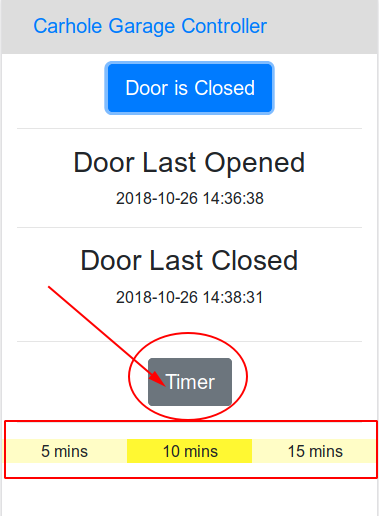 Carhole Garage Controller
Door is Closed
Door Last Opened
2018-10-26 14:36:38
Door Last Closed
2018-10-26 14:38:31
Timer
5 mins 10 mins 15 mins